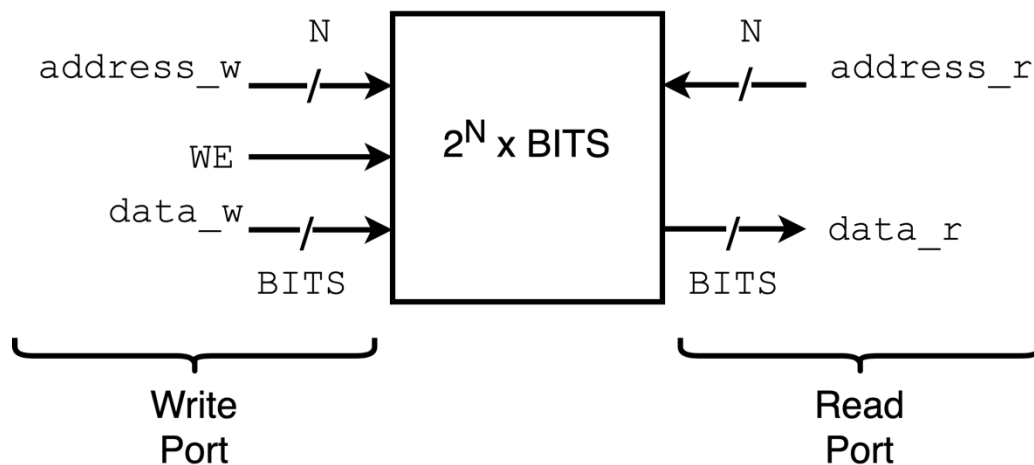 N
address_w
WE
data_w
BITS
2^N x BITS
N
address_r
data_r
BITS
Write
Port
Read
Port